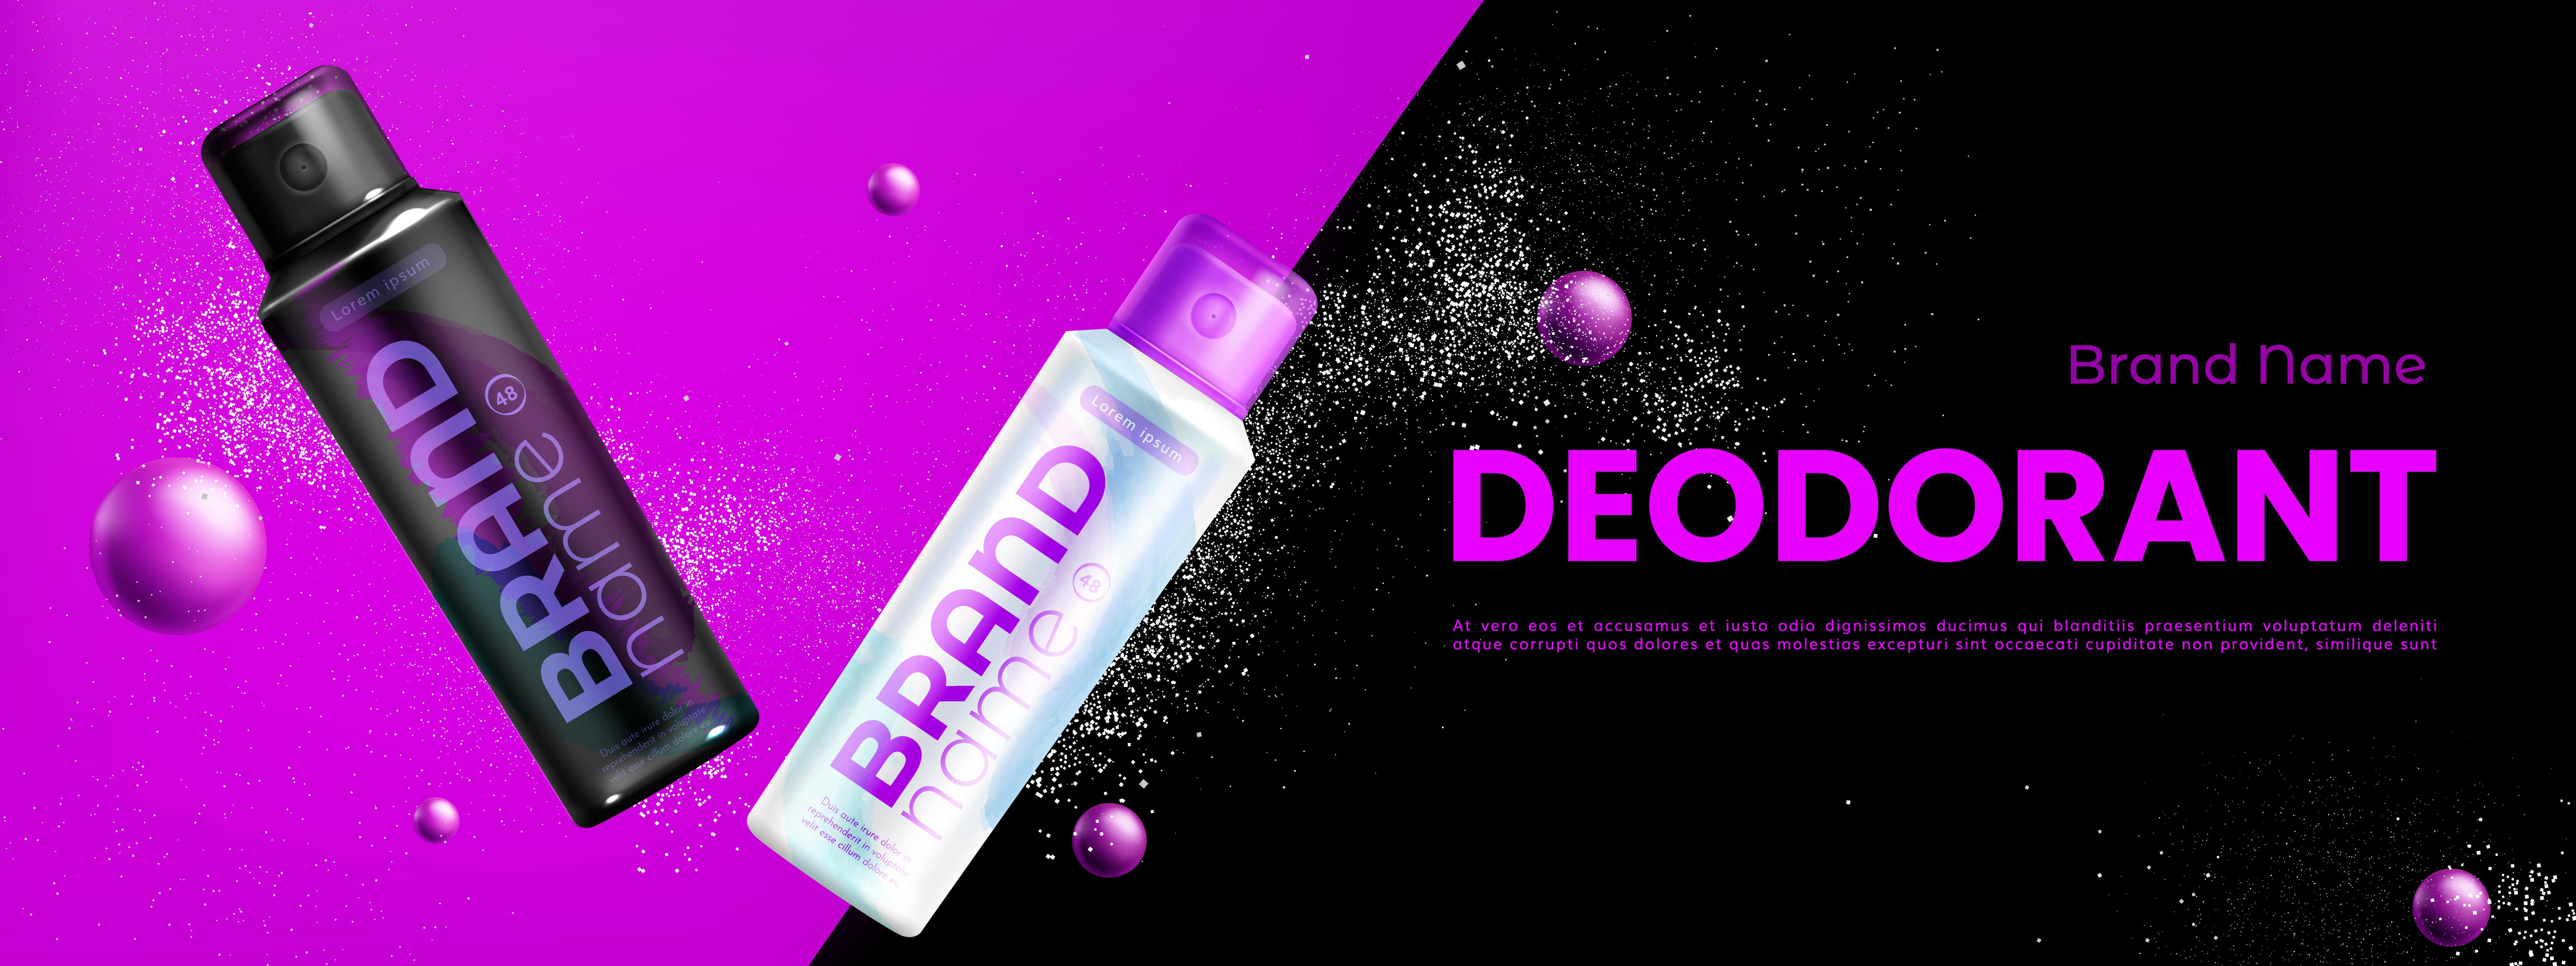 Lorem ipsum
BRAND
name
48
Duis aute irure dolor in
reprehenderit in voluptate
velit esse cillum dolore eu
Lorem ipsum
BRAND
name
48
Duis aute irure dolor in
reprehenderit in voluptate
velit esse cillum dolore eu
Brand Name
DEODORANT
At vero eos et accusamus et iusto odio dignissimos ducimus qui blanditiis praesentium voluptatum deleniti
atque corrupti quos dolores et quas molestias excepturi sint occaecati cupiditate non provident, similique sunt